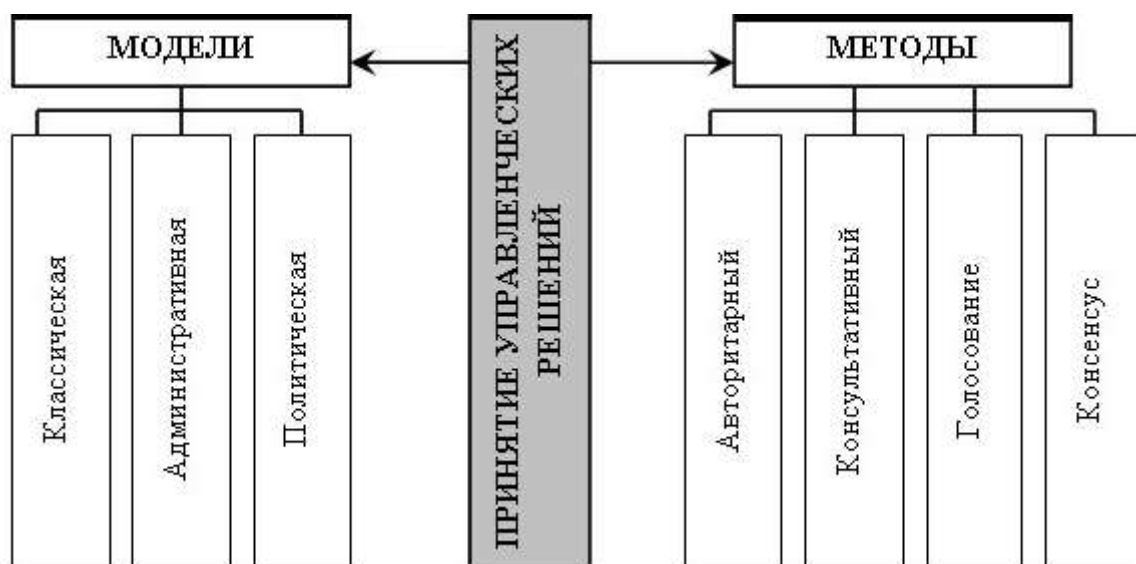 МОДЕЛИ
Классическая
Административная
Политическая
ПРИНЯТИЕ УПРАВЛЕНЧЕСКИХ
РЕШЕНИЙ
МЕТОДЫ
Авторитарный
Консультативный
Голосование
Консенсус